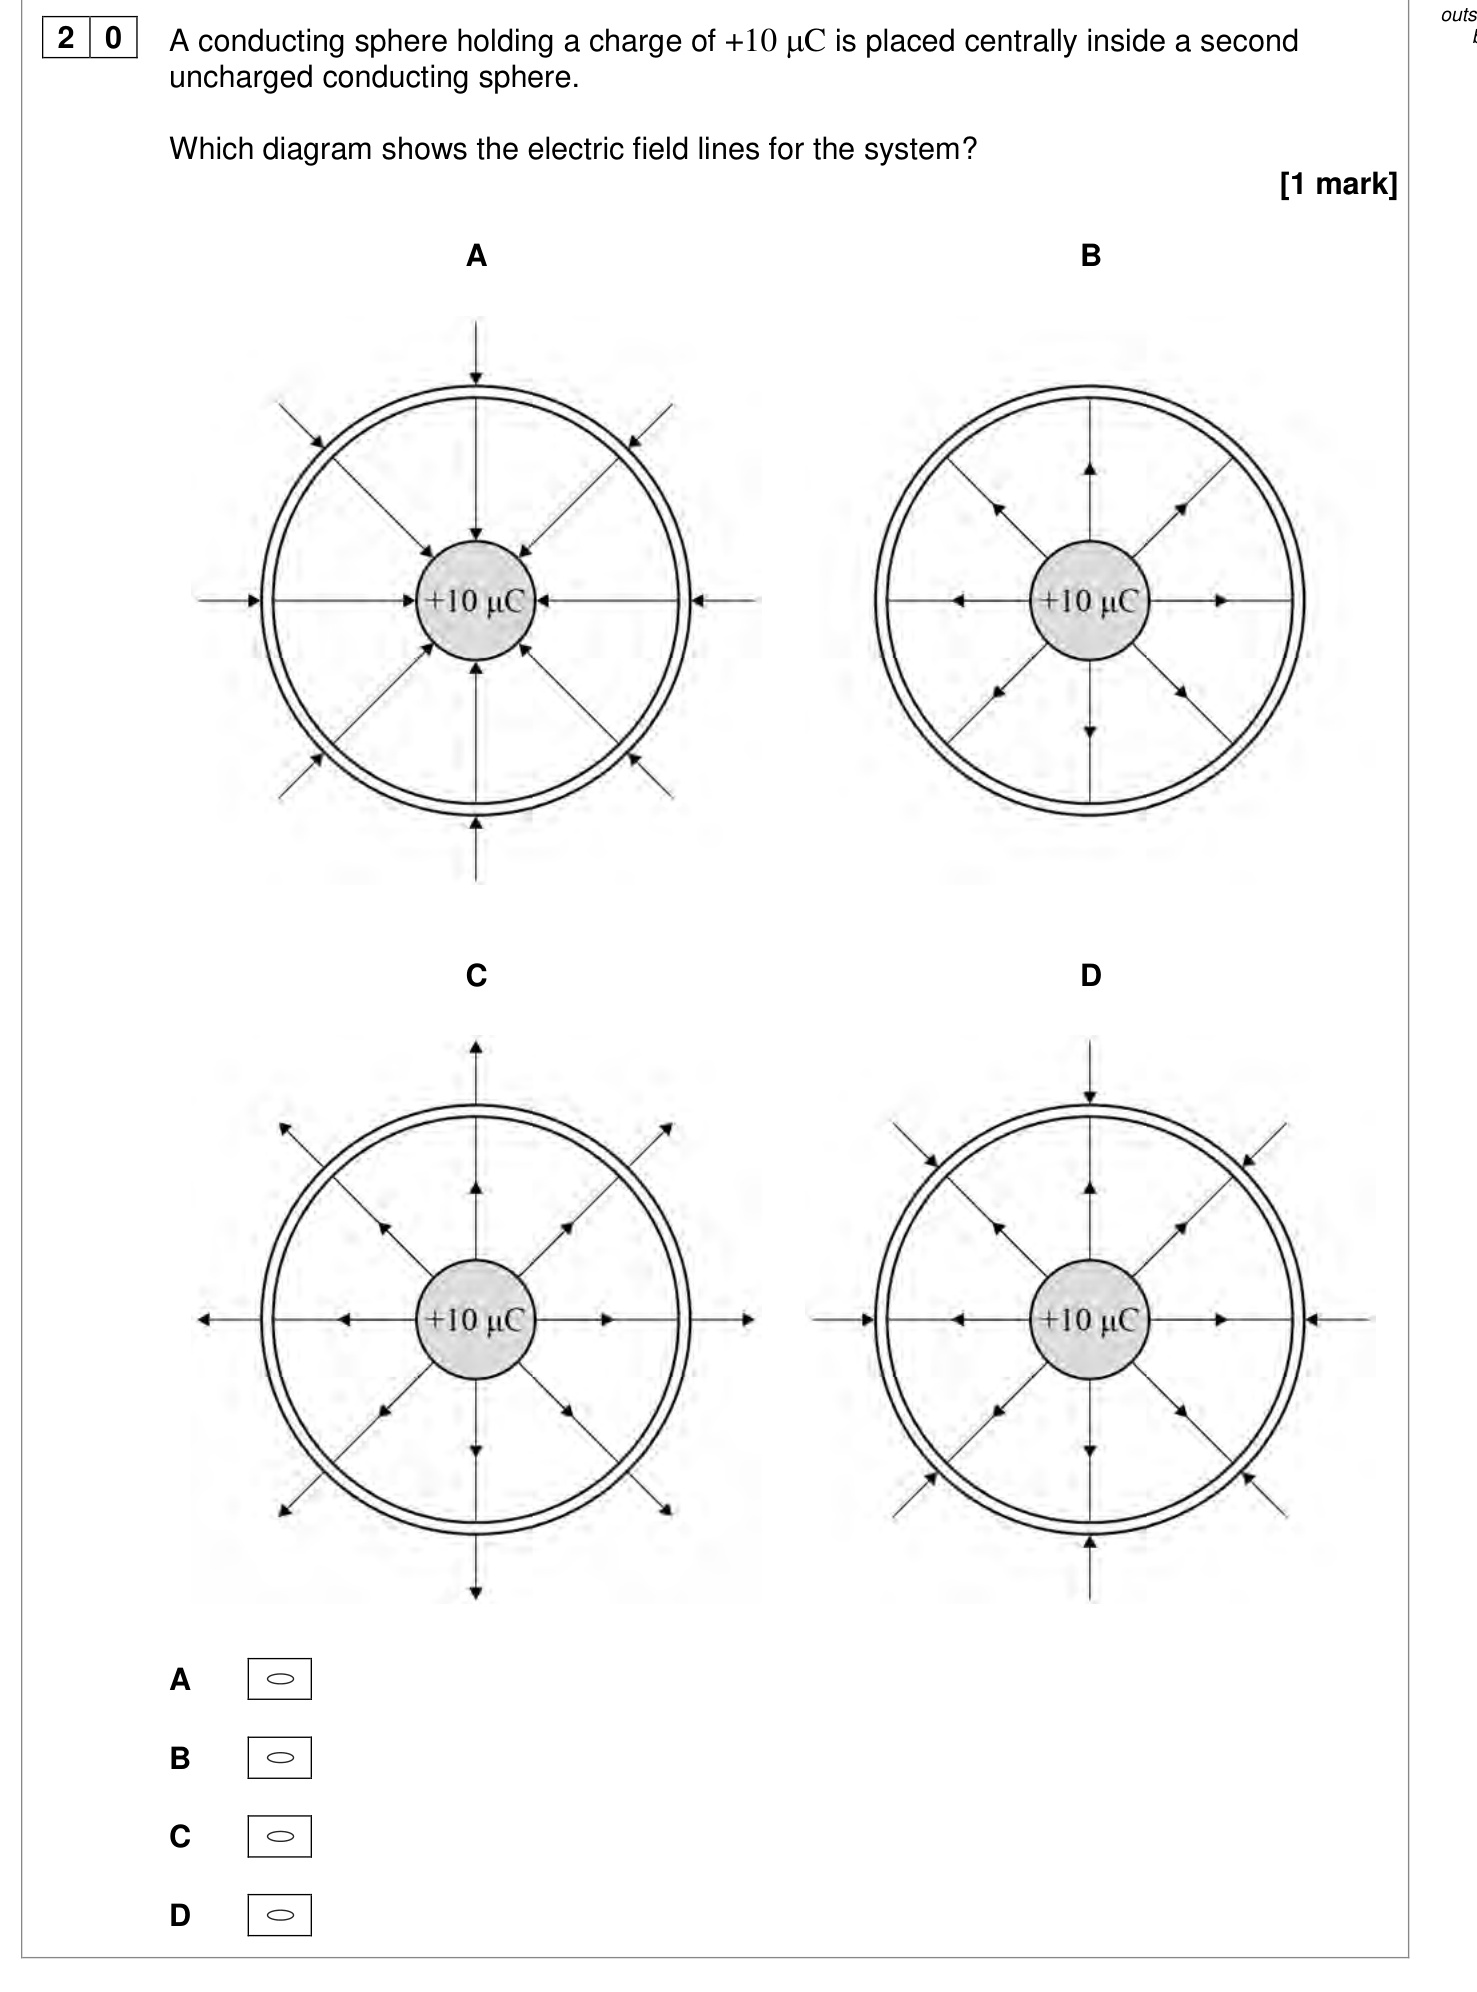 outs
2 0 A conducting sphere holding a charge of +10 μC is placed centrally inside a second
uncharged conducting sphere.
Which diagram shows the electric field lines for the system?
[1 mark]
A B
+10 μC +10 μC
C D
+10 μC +10 μC
A
B
C
D